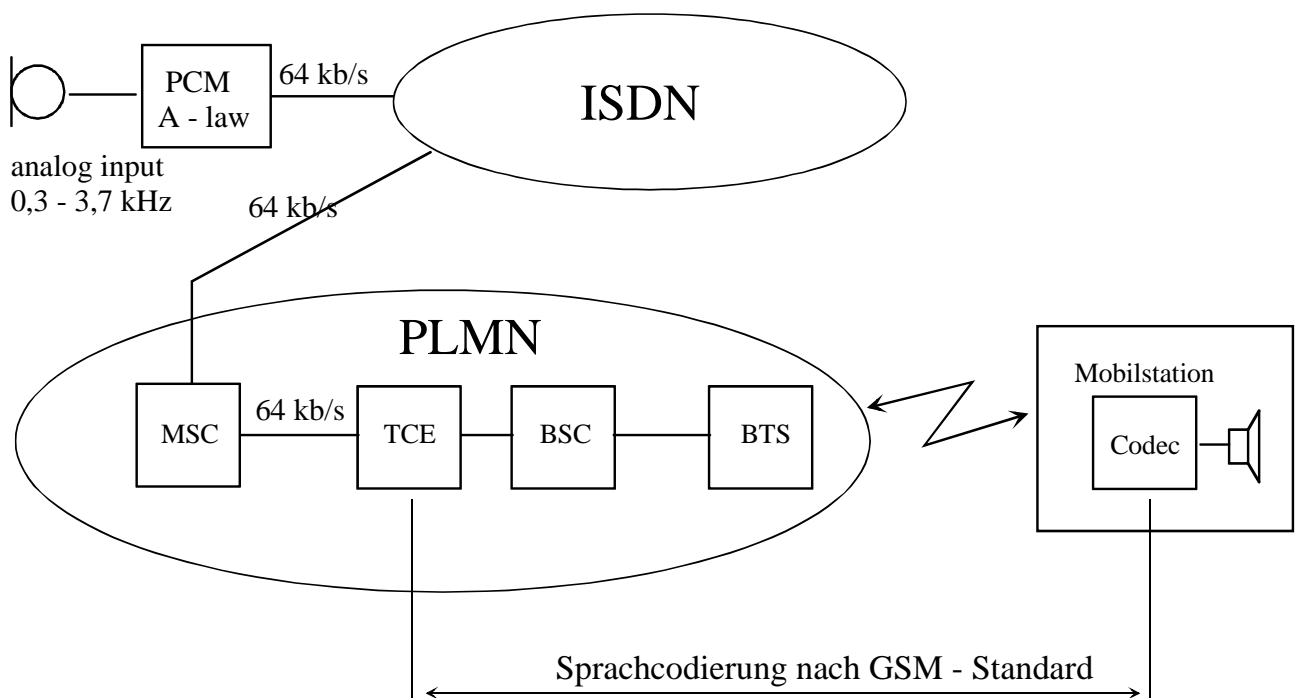 PCM
A - law
64 kb/s
ISDN
analog input
0,3 - 3,7 kHz
64 kb/s
PLMN
MSC
64 kb/s
TCE
BSC
BTS
Mobilstation
Codec
Sprachcodierung nach GSM - Standard